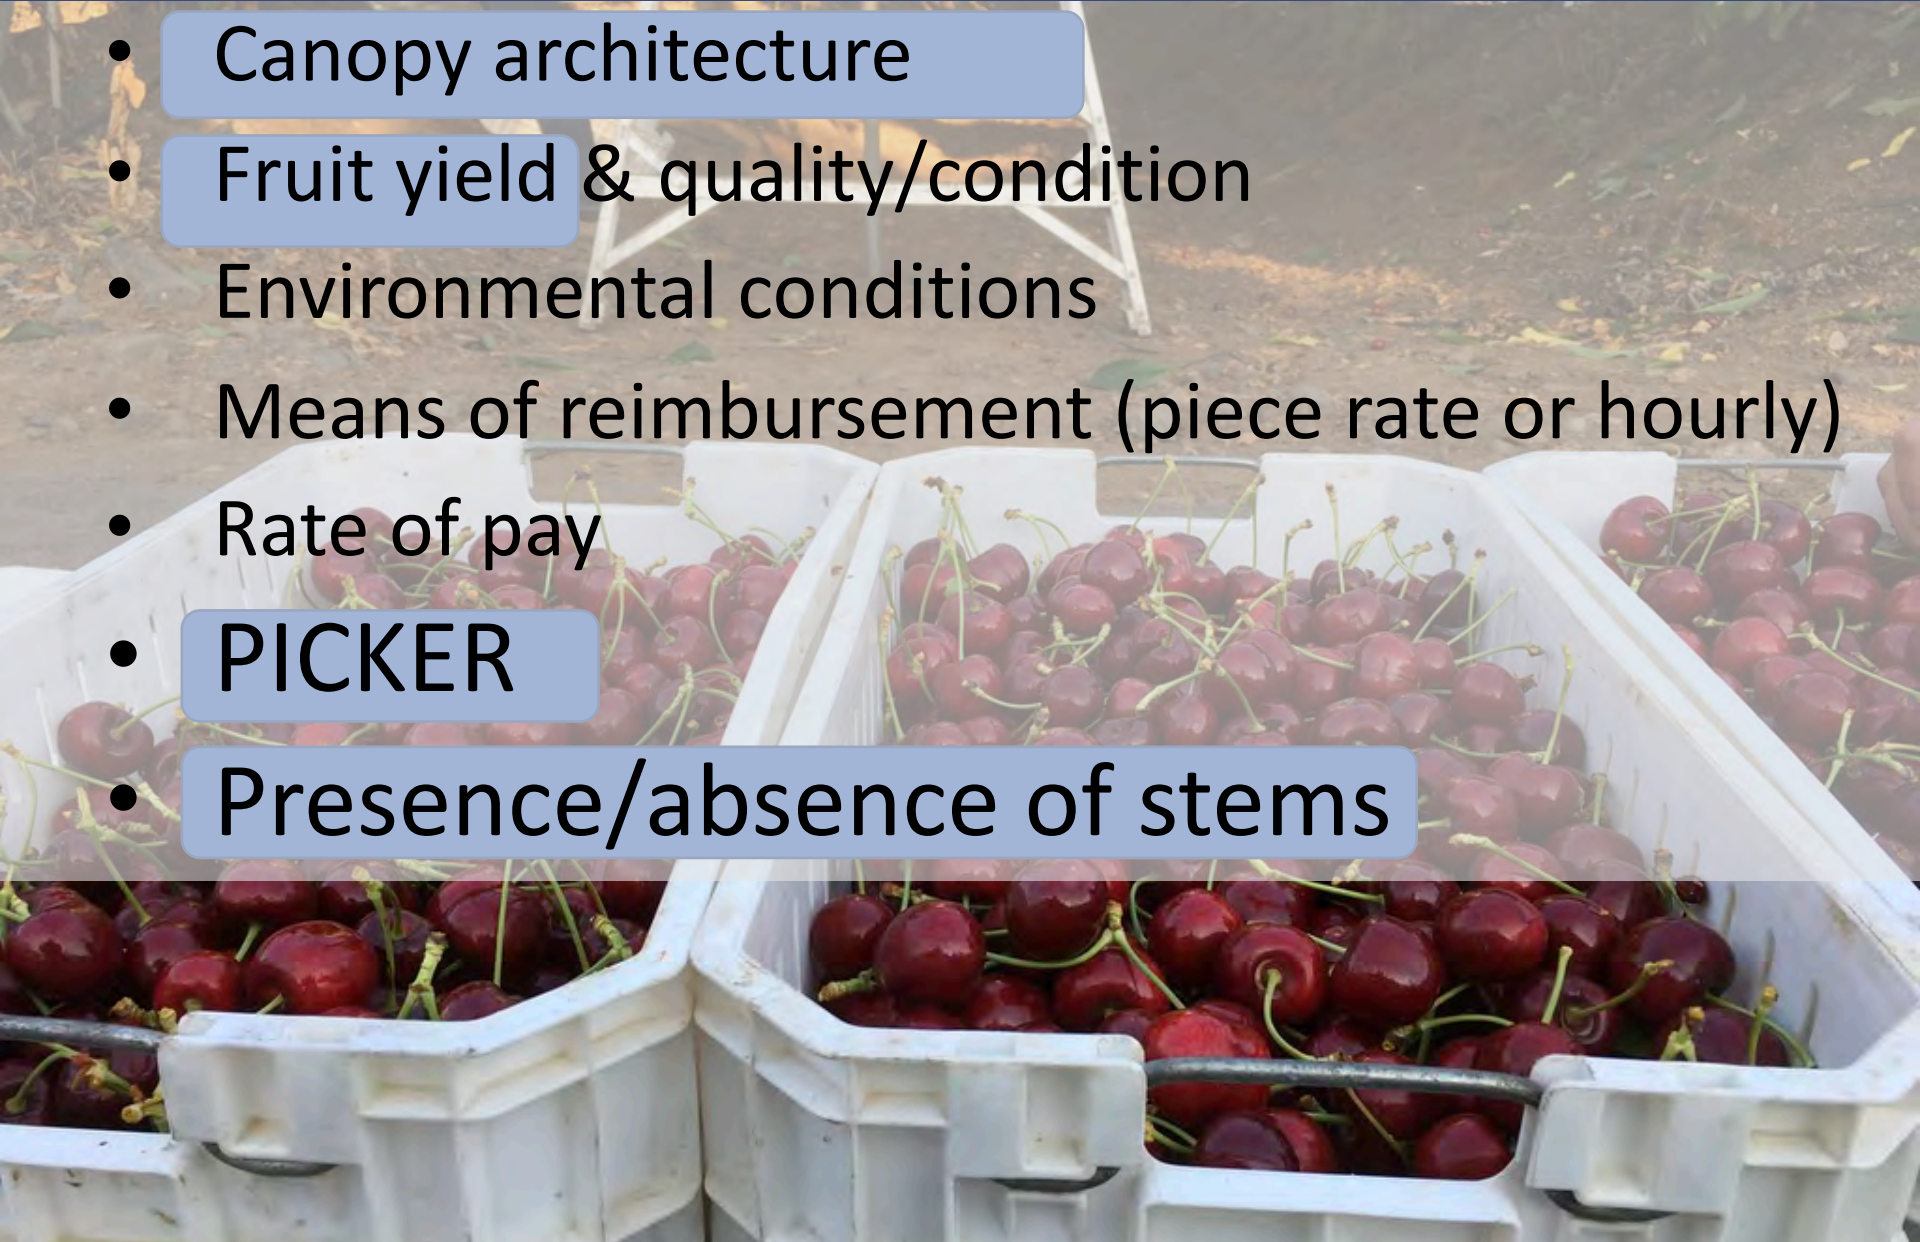 • Canopy architecture
• Fruit yield & quality/condition
• Environmental conditions
• Means of reimbursement (piece rate or hourly)
• Rate of pay
• PICKER
• Presence/absence of stems